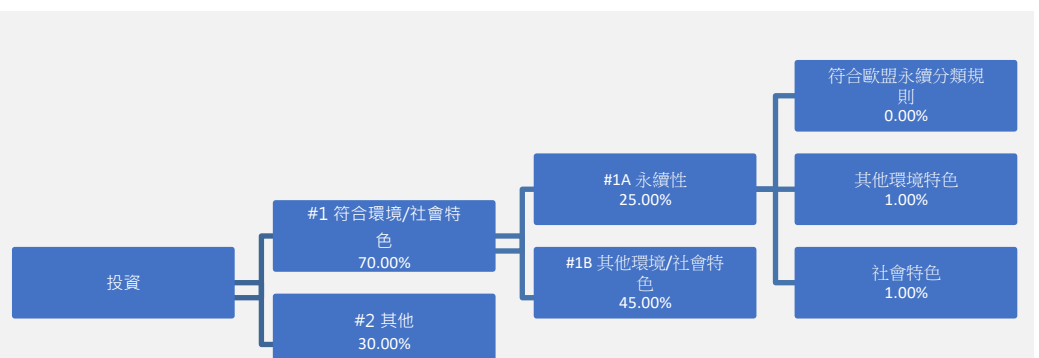 投資
#1 符合環境/社會特
色
70.00%
#2 其他
30.00%
#1A 永續性
25.00%
#1B 其他環境/社會特
色
45.00%
符合歐盟永續分類規
則
0.00%
其他環境特色
1.00%
社會特色
1.00%